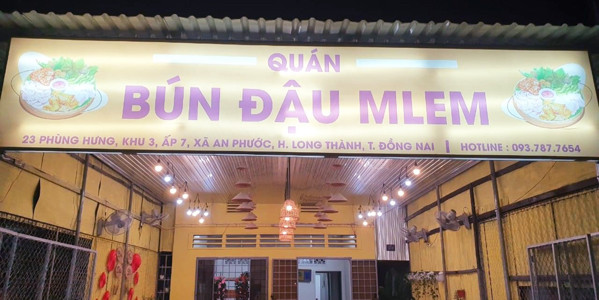 QUÁN
BÚN ĐẬU MLEM
23 PHÙNG HƯNG, KHU 3, ẤP 7, XÃ AN PHƯỚC, H. LONG THÀNH, T. ĐỒNG NAI | HOTLINE : 093.787.7654